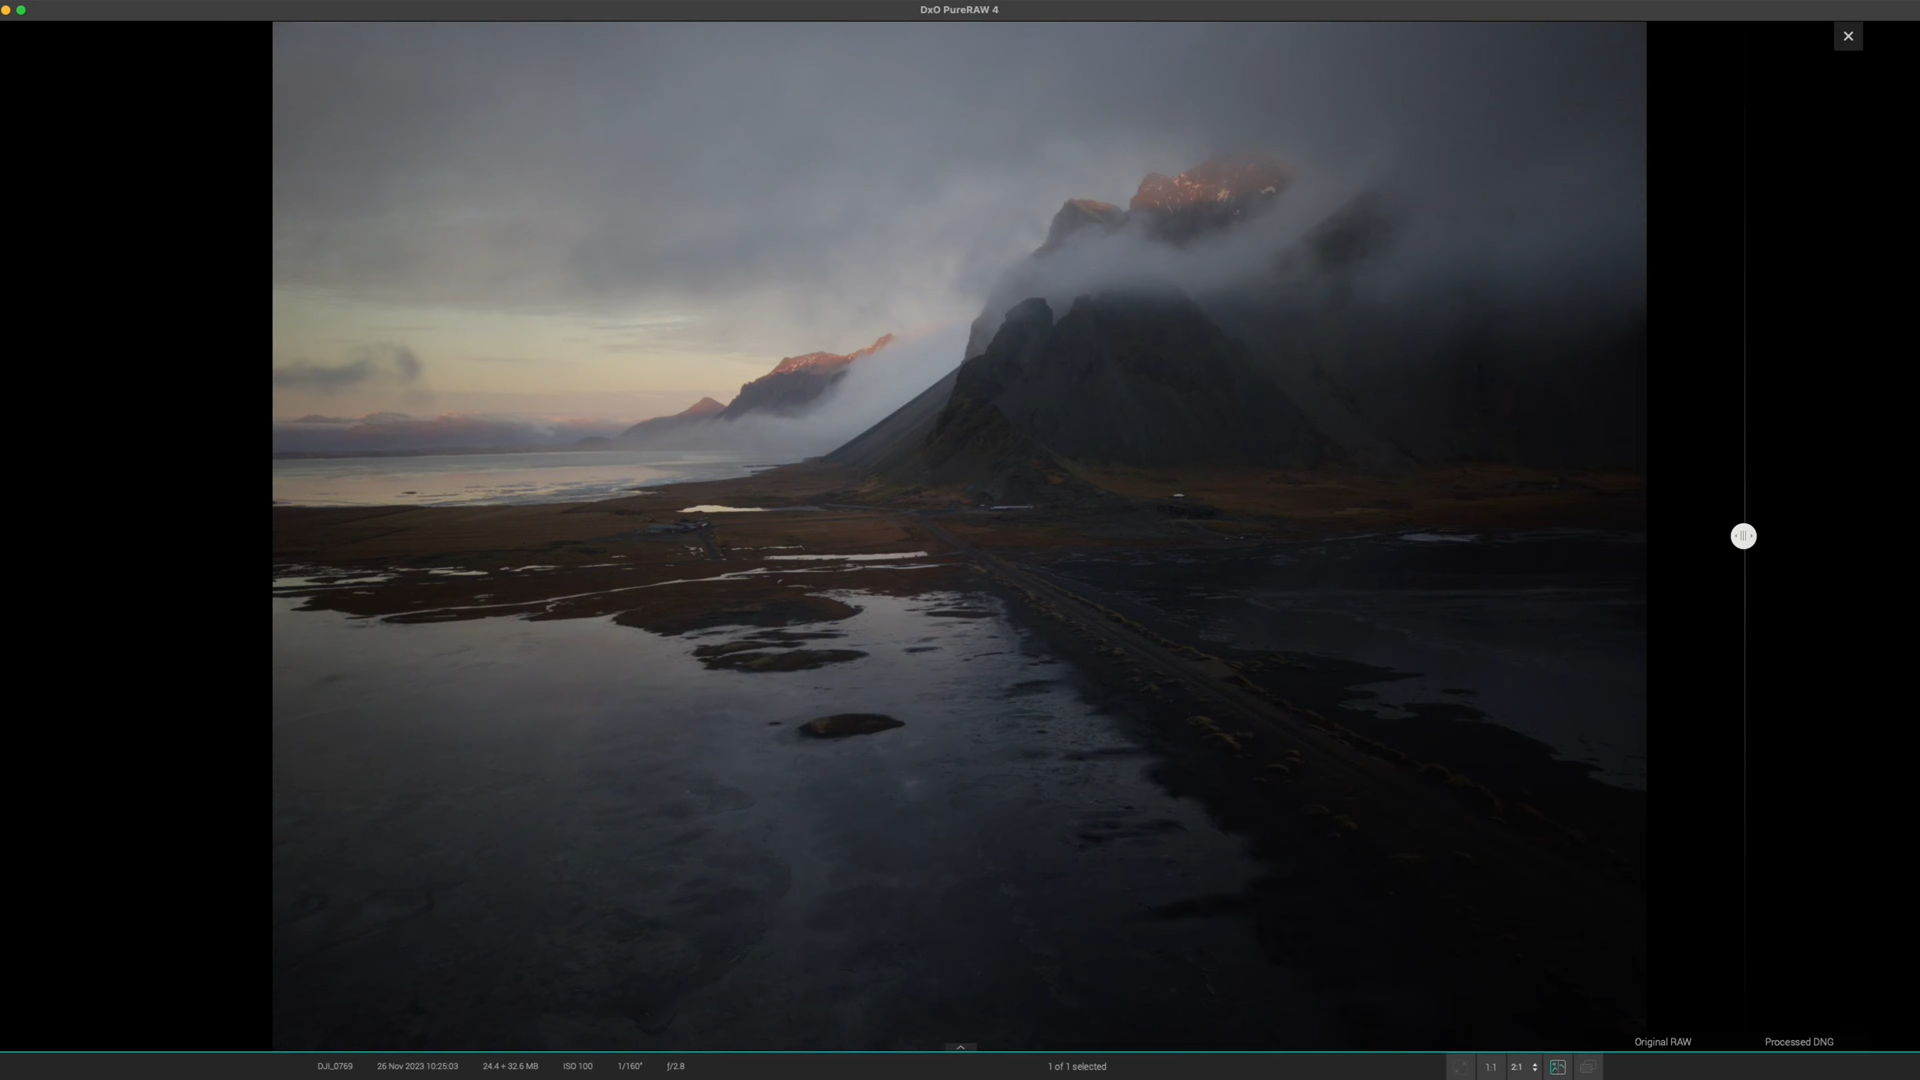 DxO PureRAW 4
Original RAW
Processed DNG
DJI_0769
26 Nov 2023 10:25:03
24.4 + 32.6 MB
ISO 100
1/160"
ƒ/2.8
1 of 1 selected
1:1
2:1